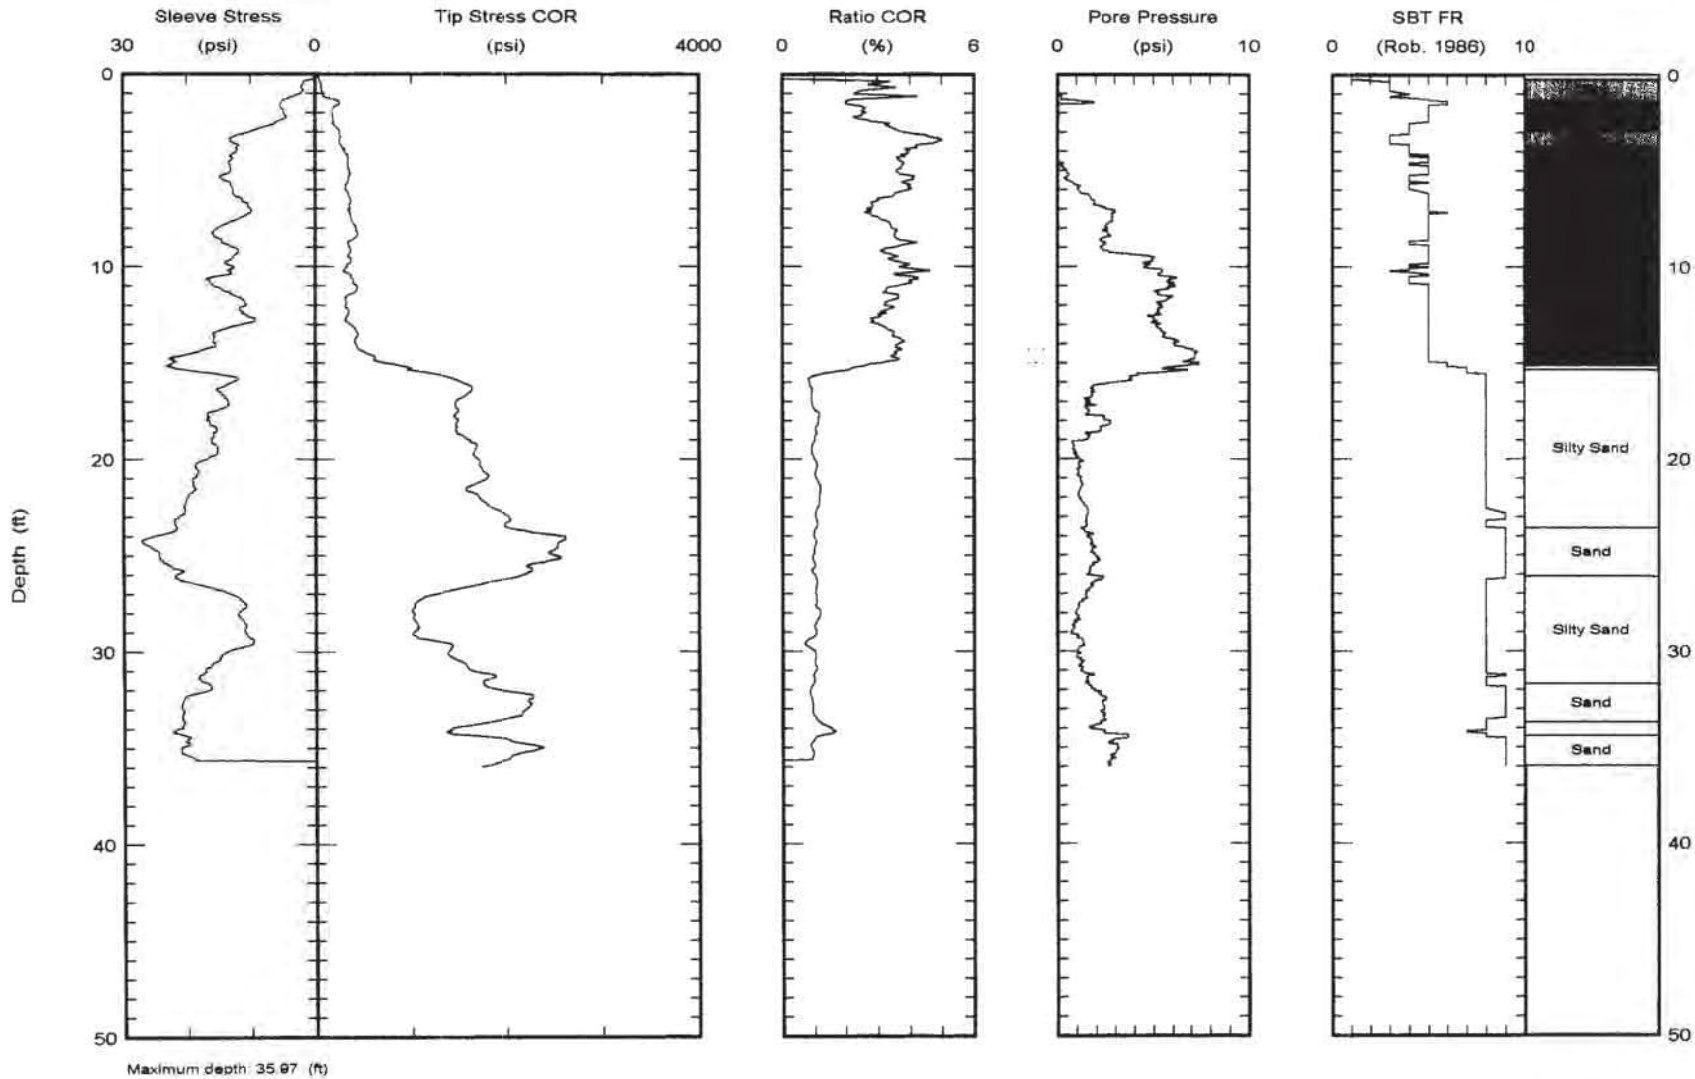 Sleeve Stress Tip Stress COR Ratio COR Pore Pressure SBT FR
30 (psi) 0 (psi) 4000 0 (%) 6 0 (psi) 10 0 (Rob. 1986) 10
0 0
10 10
Silty Sand
20 20
Sand
Depth (ft)
Silty Sand
30 30
Sand
Sand
40 40
50 50
Maximum depth: 35.97 (ft)